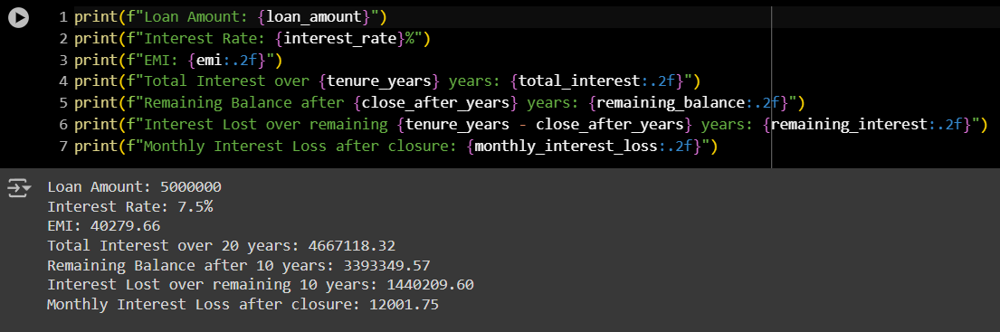 1 print(f"Loan Amount: {loan_amount}")
2 print(f"Interest Rate: {interest_rate}%")
3 print(f"EMI: {emi:.2f}")
4 print(f"Total Interest over {tenure_years} years: {total_interest:.2f}")
5 print(f"Remaining Balance after {close_after_years} years: {remaining_balance:.2f}")
6 print(f"Interest Lost over remaining {tenure_years - close_after_years} years: {remaining_interest:.2f}")
7 print(f"Monthly Interest Loss after closure: {monthly_interest_loss:.2f}")
Loan Amount: 5000000
Interest Rate: 7.5%
EMI: 40279.66
Total Interest over 20 years: 4667118.32
Remaining Balance after 10 years: 3393349.57
Interest Lost over remaining 10 years: 1440209.60
Monthly Interest Loss after closure: 12001.75